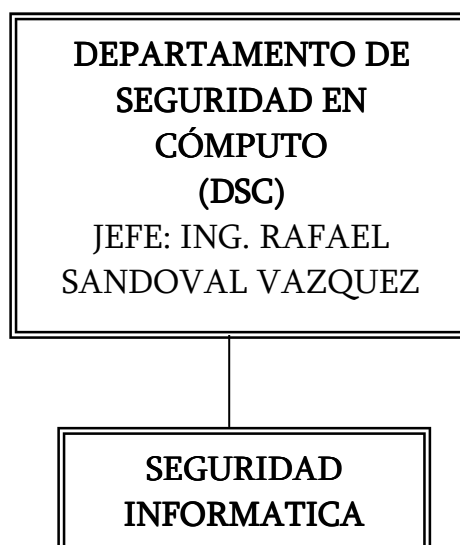 DEPARTAMENTO DE
SEGURIDAD EN
CÓMPUTO
(DSC)
JEFE: ING. RAFAEL
SANDOVAL VAZQUEZ
SEGURIDAD
INFORMATICA